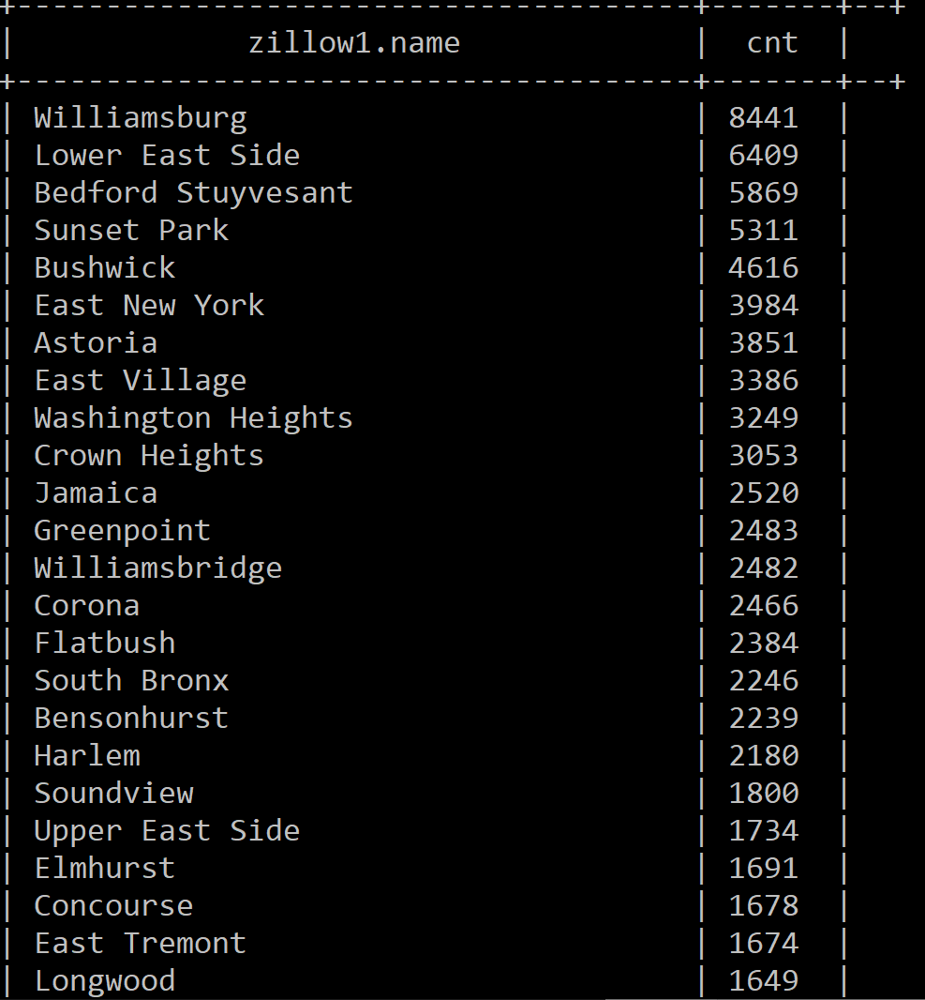 +--------------------------------------+-------+--+
| zillow1.name | cnt |
+--------------------------------------+-------+--+
| Williamsburg | 8441 |
| Lower East Side | 6409 |
| Bedford Stuyvesant | 5869 |
| Sunset Park | 5311 |
| Bushwick | 4616 |
| East New York | 3984 |
| Astoria | 3851 |
| East Village | 3386 |
| Washington Heights | 3249 |
| Crown Heights | 3053 |
| Jamaica | 2520 |
| Greenpoint | 2483 |
| Williamsbridge | 2482 |
| Corona | 2466 |
| Flatbush | 2384 |
| South Bronx | 2246 |
| Bensonhurst | 2239 |
| Harlem | 2180 |
| Soundview | 1800 |
| Upper East Side | 1734 |
| Elmhurst | 1691 |
| Concourse | 1678 |
| East Tremont | 1674 |
| Longwood | 1649 |